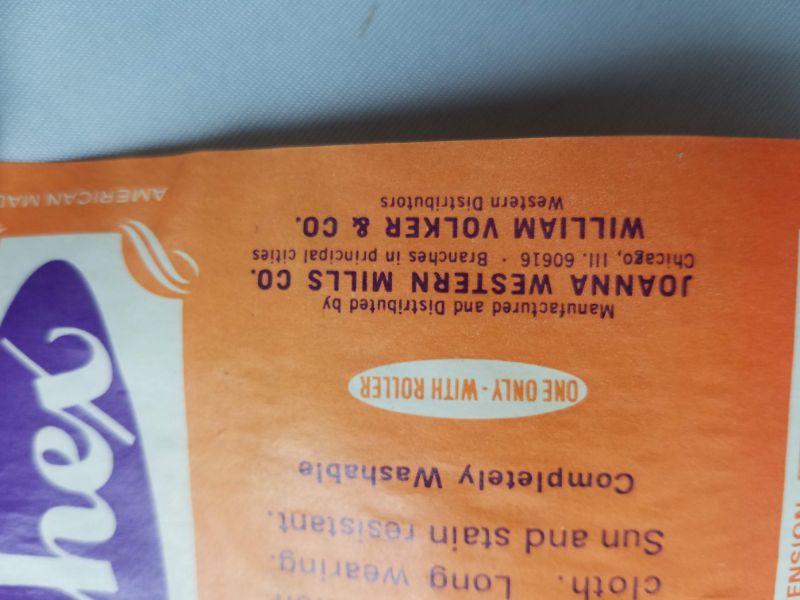 cloth. Long wearing.
Sun and stain resistant.
Completely Washable
ONE ONLY - WITH ROLLER
Manufactured and Distributed by
JOANNA WESTERN MILLS CO.
Chicago, Ill. 60616 · Branches in principal cities
WILLIAM VOLKER & CO.
Western Distributors
AMERICAN MA
hex
ENSION